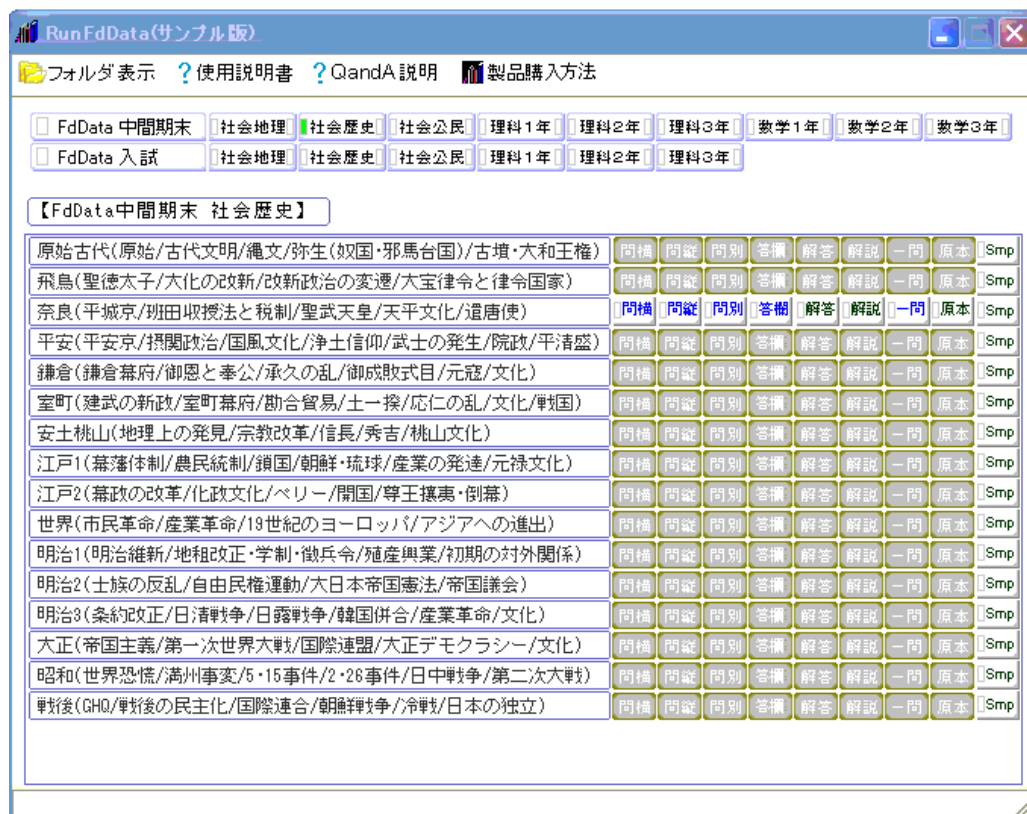 RunFdData(サンプル版)
フォルダ表示 ?使用説明書 ?QandA説明 製品購入方法
FdData 中間期末 社会地理 社会歴史 社会公民 理科1年 理科2年 理科3年 数学1年 数学2年 数学3年
FdData 入試 社会地理 社会歴史 社会公民 理科1年 理科2年 理科3年
【FdData中間期末 社会歴史】
原始古代(原始/古代文明/縄文/弥生(奴国・邪馬台国)/古墳・大和王権) 問横 問縦 問別 答欄 解答 解説 一問 原本 Smp
飛鳥(聖徳太子/大化の改新/改新政治の変遷/大宝律令と律令国家) 問横 問縦 問別 答欄 解答 解説 一問 原本 Smp
奈良(平城京/班田収授法と税制/聖武天皇/天平文化/遣唐使) 問横 問縦 問別 答欄 解答 解説 一問 原本 Smp
平安(平安京/摂関政治/国風文化/浄土信仰/武士の発生/院政/平清盛) 問横 問縦 問別 答欄 解答 解説 一問 原本 Smp
鎌倉(鎌倉幕府/御恩と奉公/承久の乱/御成敗式目/元寇/文化) 問横 問縦 問別 答欄 解答 解説 一問 原本 Smp
室町(建武の新政/室町幕府/勘合貿易/土一揆/応仁の乱/文化/戦国) 問横 問縦 問別 答欄 解答 解説 一問 原本 Smp
安土桃山(地理上の発見/宗教改革/信長/秀吉/桃山文化) 問横 問縦 問別 答欄 解答 解説 一問 原本 Smp
江戸1(幕藩体制/農民統制/鎖国/朝鮮・琉球/産業の発達/元禄文化) 問横 問縦 問別 答欄 解答 解説 一問 原本 Smp
江戸2(幕政の改革/化政文化/ペリー/開国/尊王攘夷・倒幕) 問横 問縦 問別 答欄 解答 解説 一問 原本 Smp
世界(市民革命/産業革命/19世紀のヨーロッパ/アジアへの進出) 問横 問縦 問別 答欄 解答 解説 一問 原本 Smp
明治1(明治維新/地租改正・学制・徴兵令/殖産興業/初期の対外関係) 問横 問縦 問別 答欄 解答 解説 一問 原本 Smp
明治2(士族の反乱/自由民権運動/大日本帝国憲法/帝国議会) 問横 問縦 問別 答欄 解答 解説 一問 原本 Smp
明治3(条約改正/日清戦争/日露戦争/韓国併合/産業革命/文化) 問横 問縦 問別 答欄 解答 解説 一問 原本 Smp
大正(帝国主義/第一次世界大戦/国際連盟/大正デモクラシー/文化) 問横 問縦 問別 答欄 解答 解説 一問 原本 Smp
昭和(世界恐慌/満州事変/5・15事件/2・26事件/日中戦争/第二次大戦) 問横 問縦 問別 答欄 解答 解説 一問 原本 Smp
戦後(GHQ/戦後の民主化/国際連合/朝鮮戦争/冷戦/日本の独立) 問横 問縦 問別 答欄 解答 解説 一問 原本 Smp